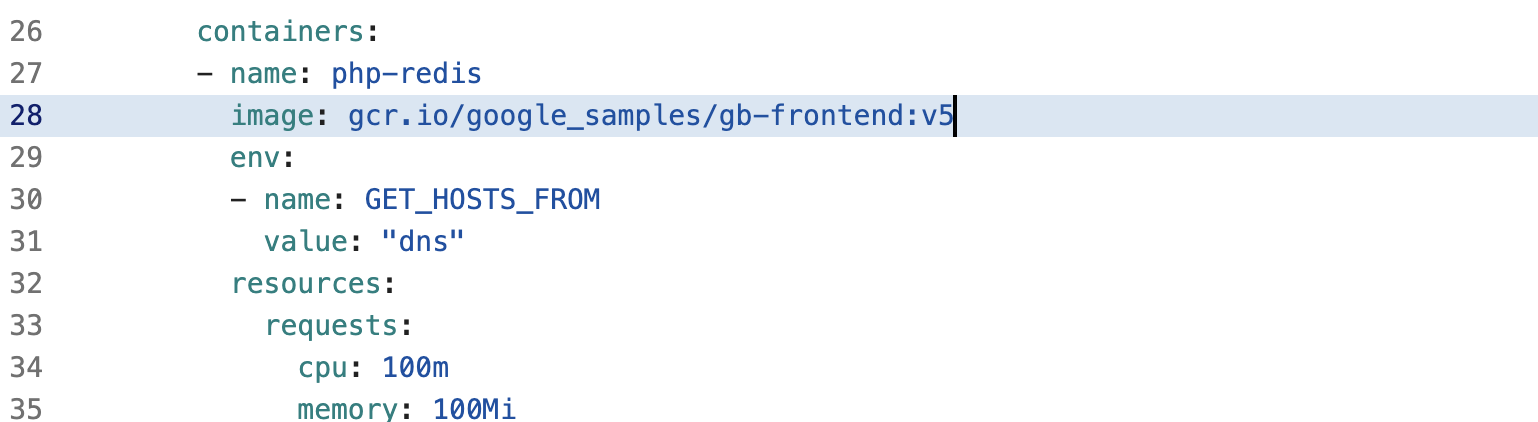 26 containers:
27 - name: php-redis
28 image: gcr.io/google_samples/gb-frontend:v5
29 env:
30 - name: GET_HOSTS_FROM
31 value: "dns"
32 resources:
33 requests:
34 cpu: 100m
35 memory: 100Mi